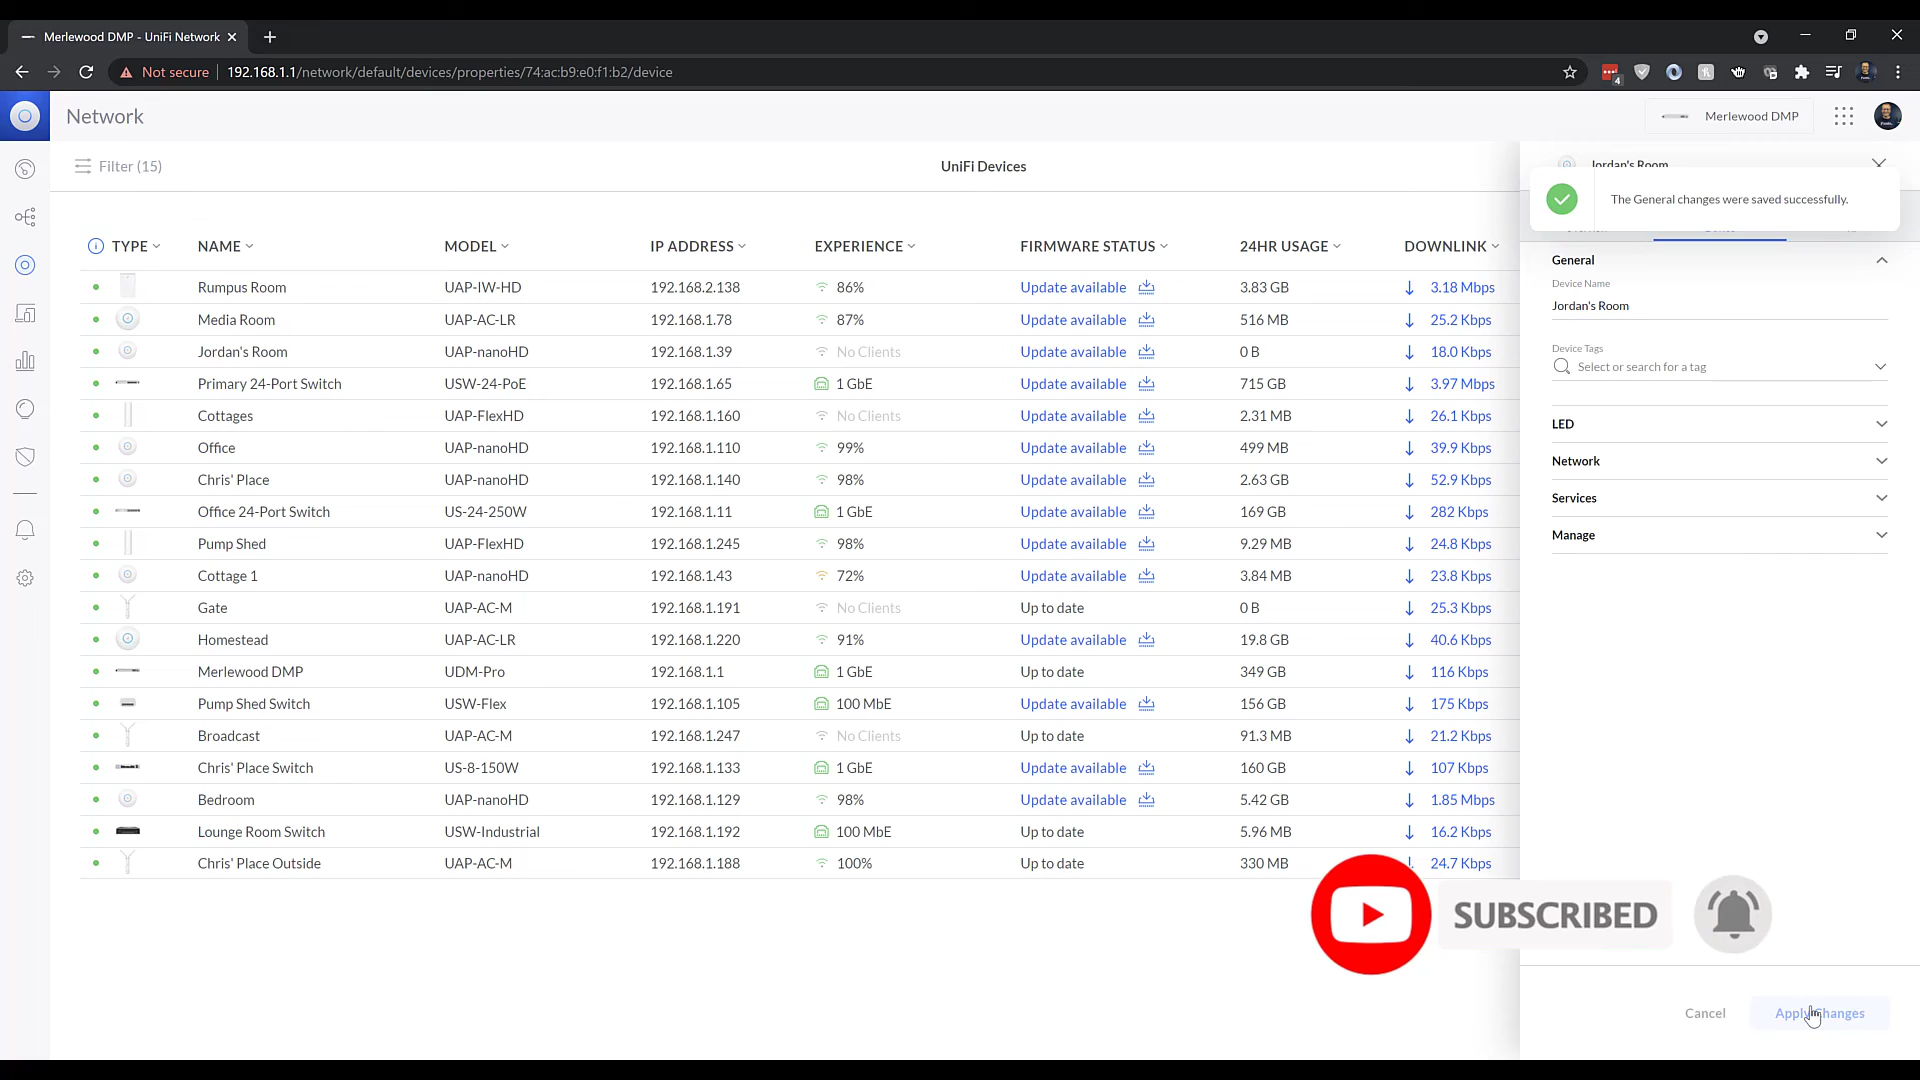 Merlewood DMP - UniFi Network
Not secure 192.168.1.1/network/default/devices/properties/74:ac:b9:e0:f1:b2/device
4
Network
Merlewood DMP
Filter (15)
UniFi Devices
Jordan's Room
The General changes were saved successfully.
TYPE NAME MODEL IP ADDRESS EXPERIENCE FIRMWARE STATUS 24HR USAGE DOWNLINK
Rumpus Room UAP-IW-HD 192.168.2.138 86% Update available 3.83 GB 3.18 Mbps
Media Room UAP-AC-LR 192.168.1.78 87% Update available 516 MB 25.2 Kbps
Jordan's Room UAP-nanoHD 192.168.1.39 No Clients Update available 0 B 18.0 Kbps
Primary 24-Port Switch USW-24-PoE 192.168.1.65 1 GbE Update available 715 GB 3.97 Mbps
Cottages UAP-FlexHD 192.168.1.160 No Clients Update available 2.31 MB 26.1 Kbps
Office UAP-nanoHD 192.168.1.110 99% Update available 499 MB 39.9 Kbps
Chris' Place UAP-nanoHD 192.168.1.140 98% Update available 2.63 GB 52.9 Kbps
Office 24-Port Switch US-24-250W 192.168.1.11 1 GbE Update available 169 GB 282 Kbps
Pump Shed UAP-FlexHD 192.168.1.245 98% Update available 9.29 MB 24.8 Kbps
Cottage 1 UAP-nanoHD 192.168.1.43 72% Update available 3.84 MB 23.8 Kbps
Gate UAP-AC-M 192.168.1.191 No Clients Up to date 0 B 25.3 Kbps
Homestead UAP-AC-LR 192.168.1.220 91% Update available 19.8 GB 40.6 Kbps
Merlewood DMP UDM-Pro 192.168.1.1 1 GbE Up to date 349 GB 116 Kbps
Pump Shed Switch USW-Flex 192.168.1.105 100 MbE Update available 156 GB 175 Kbps
Broadcast UAP-AC-M 192.168.1.247 No Clients Up to date 91.3 MB 21.2 Kbps
Chris' Place Switch US-8-150W 192.168.1.133 1 GbE Update available 160 GB 107 Kbps
Bedroom UAP-nanoHD 192.168.1.129 98% Update available 5.42 GB 1.85 Mbps
Lounge Room Switch USW-Industrial 192.168.1.192 100 MbE Up to date 5.96 MB 16.2 Kbps
Chris' Place Outside UAP-AC-M 192.168.1.188 100% Up to date 330 MB 24.7 Kbps
General
Device Name
Jordan's Room
Device Tags
Select or search for a tag
LED
Network
Services
Manage
SUBSCRIBED
Cancel Apply Changes